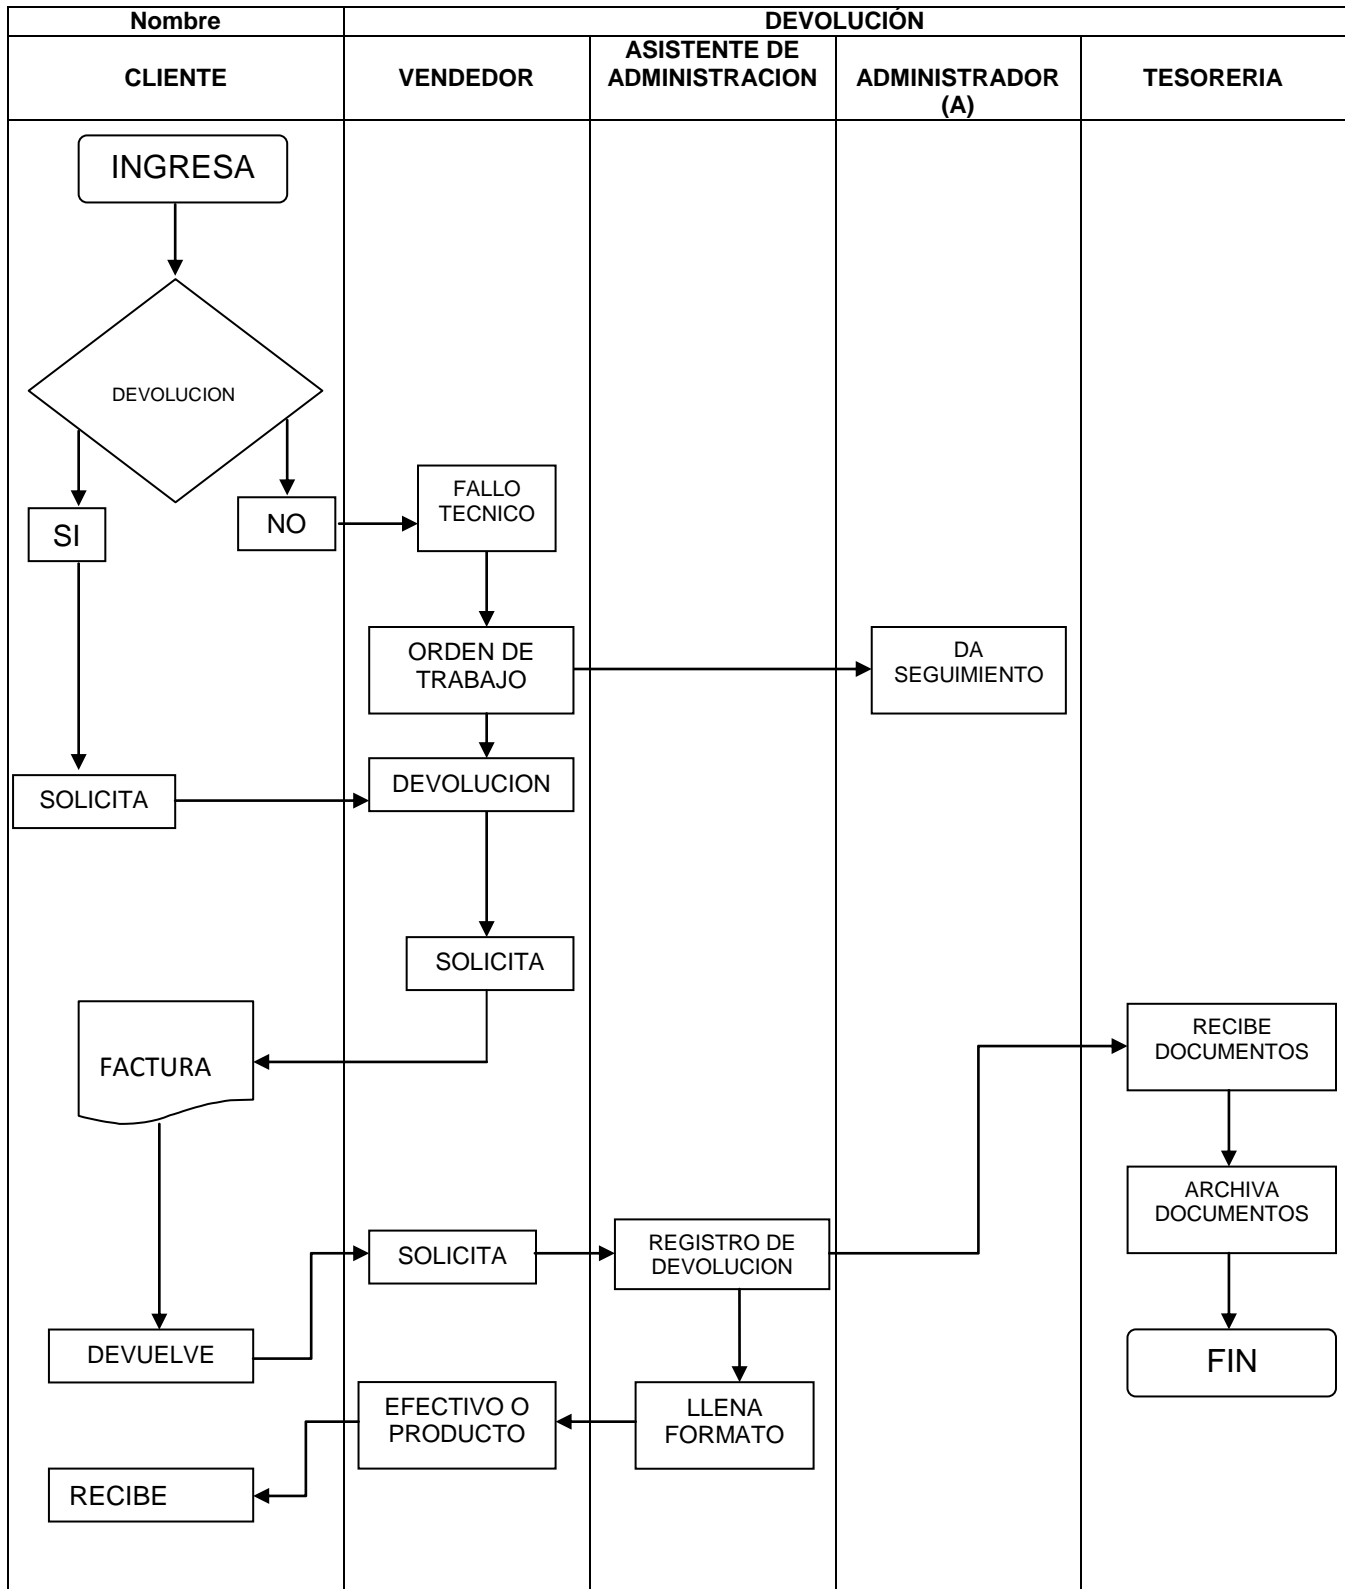 Nombre
DEVOLUCIÓN
CLIENTE
VENDEDOR
ASISTENTE DE
ADMINISTRACION
ADMINISTRADOR
(A)
TESORERIA
INGRESA
DEVOLUCION
SI
NO
FALLO
TECNICO
ORDEN DE
TRABAJO
DA
SEGUIMIENTO
SOLICITA
DEVOLUCION
SOLICITA
FACTURA
RECIBE
DOCUMENTOS
ARCHIVA
DOCUMENTOS
SOLICITA
REGISTRO DE
DEVOLUCION
DEVUELVE
FIN
EFECTIVO O
PRODUCTO
LLENA
FORMATO
RECIBE